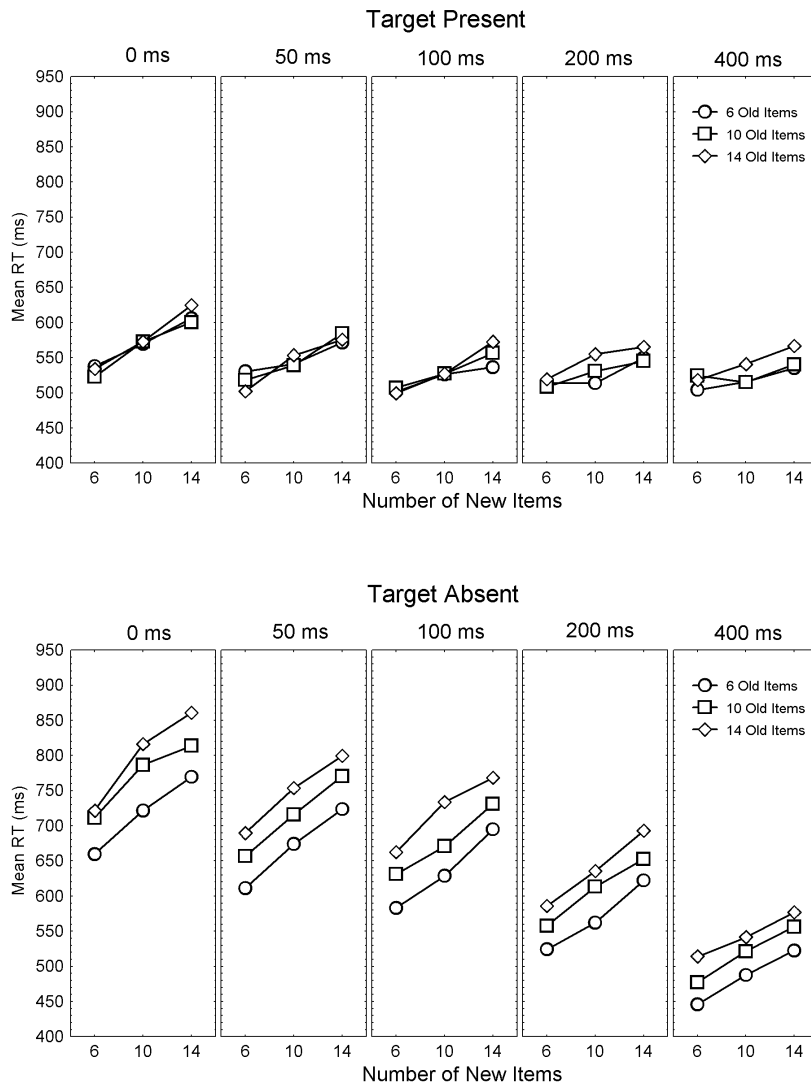 Target Present
0 ms 50 ms 100 ms 200 ms 400 ms
950
900
850
800
750
700
650
600
550
500
450
400
Mean RT (ms)
6 Old Items
10 Old Items
14 Old Items
6 10 14 6 10 14 6 10 14 6 10 14 6 10 14
Number of New Items
Target Absent
0 ms 50 ms 100 ms 200 ms 400 ms
950
900
850
800
750
700
650
600
550
500
450
400
Mean RT (ms)
6 Old Items
10 Old Items
14 Old Items
6 10 14 6 10 14 6 10 14 6 10 14 6 10 14
Number of New Items